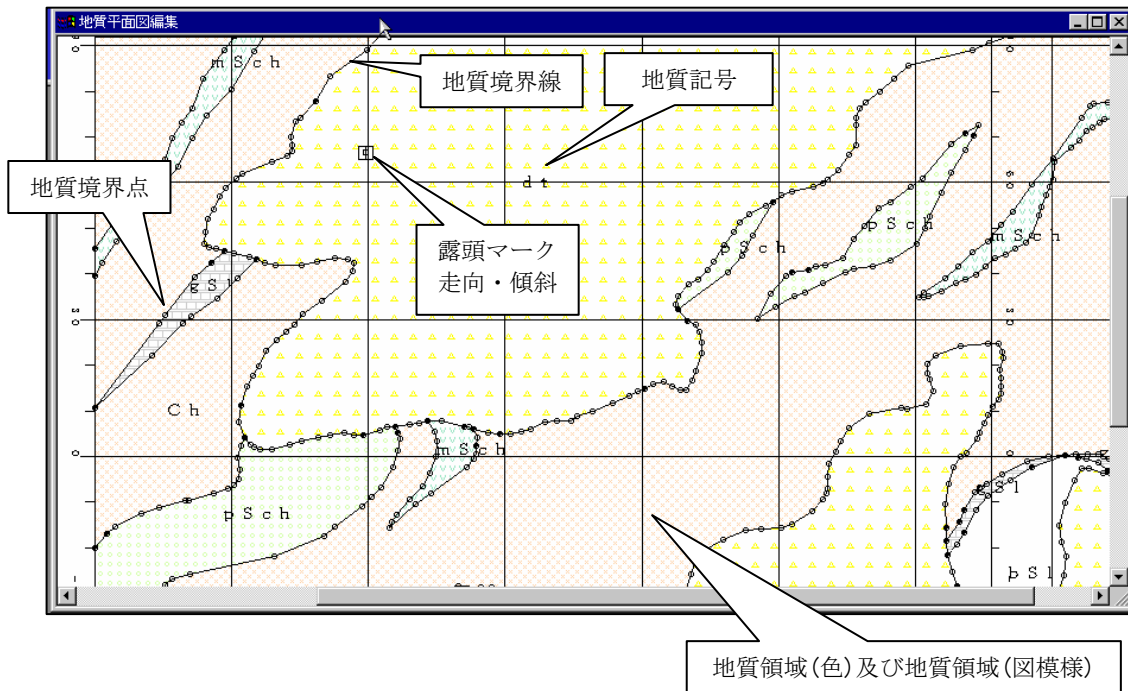 地質平面図編集
mSch
地質境界線
地質記号
地質境界点
dt
露頭マーク
走向・傾斜
pSch
mSch
gSl
Ch
mSch
pSch
pSl
地質領域(色)及び地質領域(図模様)